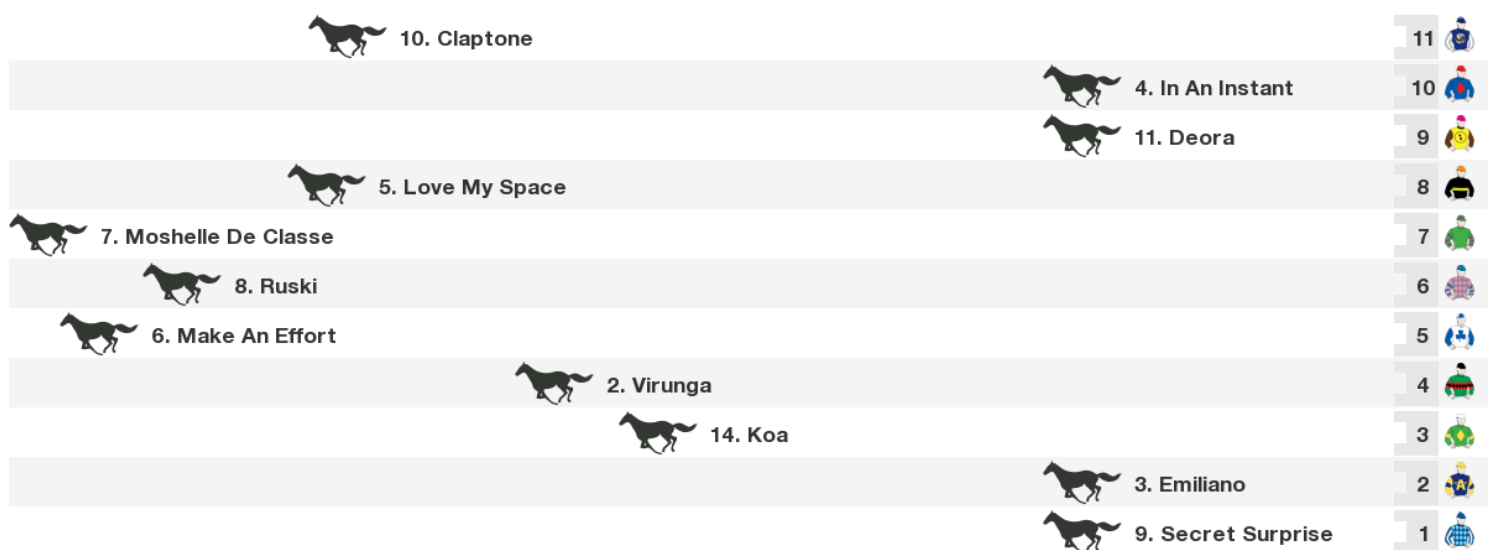 10. Claptone 11
4. In An Instant 10
11. Deora 9
5. Love My Space 8
7. Moshelle De Classe 7
8. Ruski 6
6. Make An Effort 5
2. Virunga 4
14. Koa 3
3. Emiliano 2
A
9. Secret Surprise 1